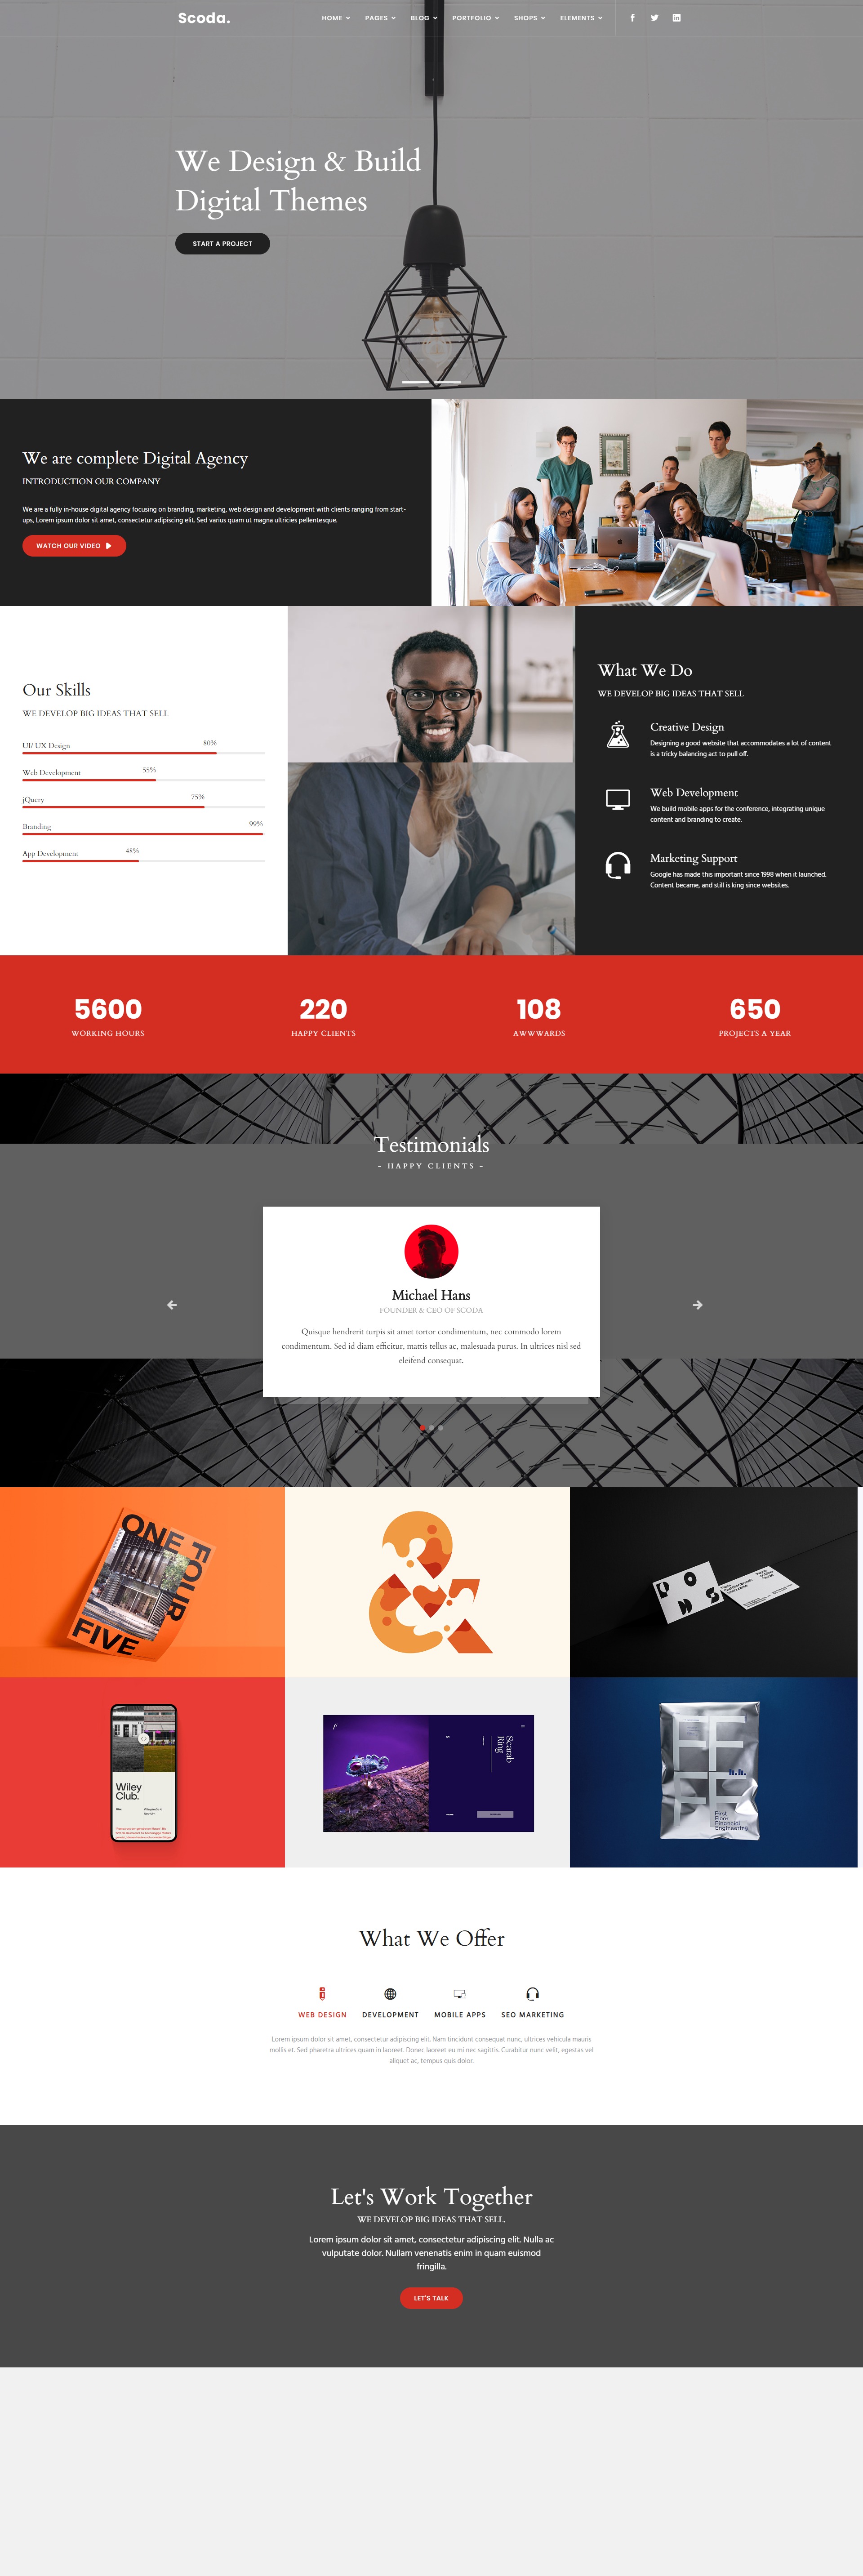 Scoda.
HOME
PAGES
BLOG
PORTFOLIO
SHOPS
ELEMENTS
We Design & Build
Digital Themes
START A PROJECT
We are complete Digital Agency
INTRODUCTION OUR COMPANY
We are a fully in-house digital agency focusing on branding, marketing, web design and development with clients ranging from start-
ups, Lorem ipsum dolor sit amet, consectetur adipiscing elit. Sed varius quam ut magna ultricies pellentesque.
WATCH OUR VIDEO
Our Skills
WE DEVELOP BIG IDEAS THAT SELL
UI/ UX Design 80%
Web Development 55%
jQuery 75%
Branding 99%
App Development 48%
What We Do
WE DEVELOP BIG IDEAS THAT SELL
Creative Design
Designing a good website that accommodates a lot of content
is a tricky balancing act to pull off.
Web Development
We build mobile apps for the conference, integrating unique
content and branding to create.
Marketing Support
Google has made this important since 1998 when it launched.
Content became, and still is king since websites.
5600
WORKING HOURS
220
HAPPY CLIENTS
108
AWWWARDS
650
PROJECTS A YEAR
Testimonials
- HAPPY CLIENTS -
Michael Hans
FOUNDER & CEO OF SCODA
Quisque hendrerit turpis sit amet tortor condimentum, nec commodo lorem
condimentum. Sed id diam efficitur, mattis tellus ac, malesuada purus. In ultrices nisl sed
eleifend consequat.
ONE
FOUR
FIVE
&
Wiley
Club.
Scarab
Ring
h.h.
First
Floor
Financial
Engineering
What We Offer
WEB DESIGN
DEVELOPMENT
MOBILE APPS
SEO MARKETING
Lorem ipsum dolor sit amet, consectetur adipiscing elit. Nam tincidunt consequat nunc, ultrices vehicula mauris
mollis et. Sed pharetra ultrices quam in laoreet. Donec laoreet eu mi nec sagittis. Curabitur nunc velit, egestas vel
aliquet ac, tempus quis dolor.
Let's Work Together
WE DEVELOP BIG IDEAS THAT SELL.
Lorem ipsum dolor sit amet, consectetur adipiscing elit. Nulla ac
vulputate dolor. Nullam venenatis enim in quam euismod
fringilla.
LET'S TALK